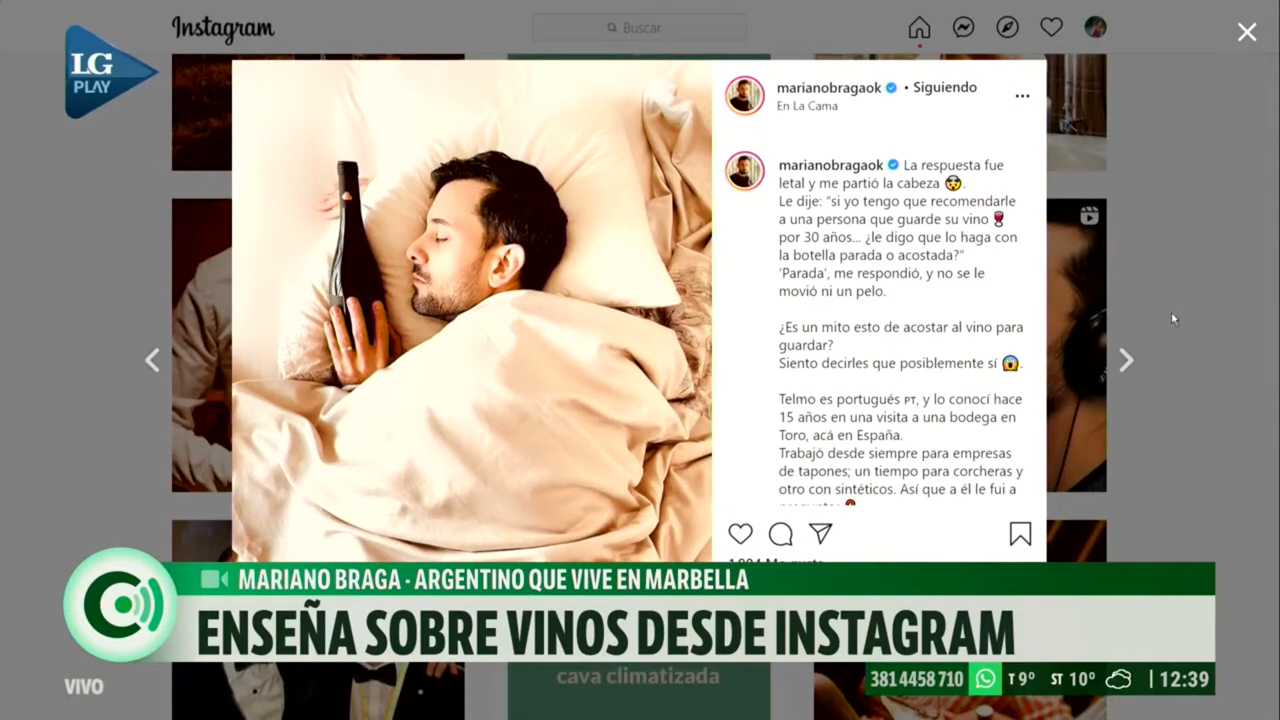 Instagram
Buscar
LG
PLAY
marianobragaok • Siguiendo
En La Cama
marianobragaok La respuesta fue
letal y me partió la cabeza 🤯.
Le dije: “si yo tengo que recomendarle
a una persona que guarde su vino 🍷
por 30 años... ¿le digo que lo haga con
la botella parada o acostada?”
‘Parada’, me respondió, y no se le
movió ni un pelo.
¿Es un mito esto de acostar al vino para
guardar?
Siento decirles que posiblemente sí 😱.
Telmo es portugués PT, y lo conocí hace
15 años en una visita a una bodega en
Toro, acá en España.
Trabajó desde siempre para empresas
de tapones; un tiempo para corcheras y
otro con sintéticos. Así que a él le fui a
MARIANO BRAGA - ARGENTINO QUE VIVE EN MARBELLA
ENSEÑA SOBRE VINOS DESDE INSTAGRAM
cava climatizada
VIVO
381 4458 710 T 9º ST 10º | 12:39